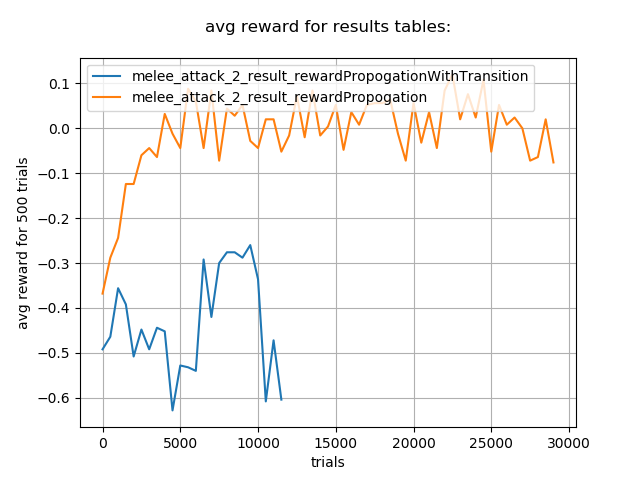 avg reward for results tables:
melee_attack_2_result_rewardPropogationWithTransition
melee_attack_2_result_rewardPropogation
avg reward for 500 trials
0.1
0.0
−0.1
−0.2
−0.3
−0.4
−0.5
−0.6
0 5000 10000 15000 20000 25000 30000
trials